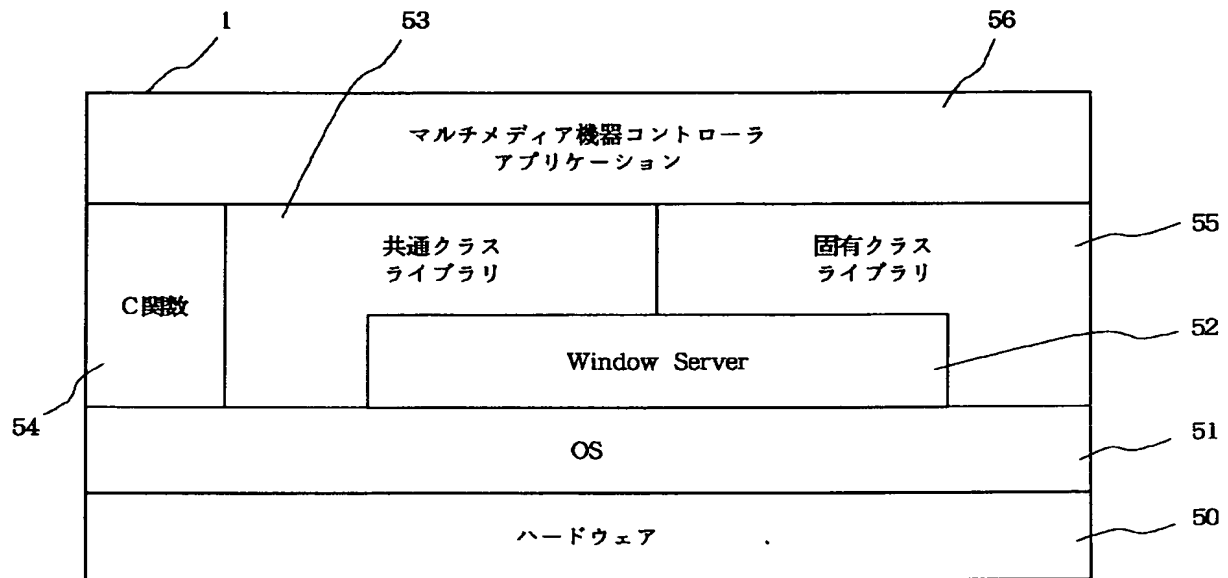 1
53
56
マルチメディア機器コントローラ
アプリケーション
共通クラス
ライブラリ
固有クラス
ライブラリ
55
C関数
Window Server
52
54
OS
51
ハードウェア
50